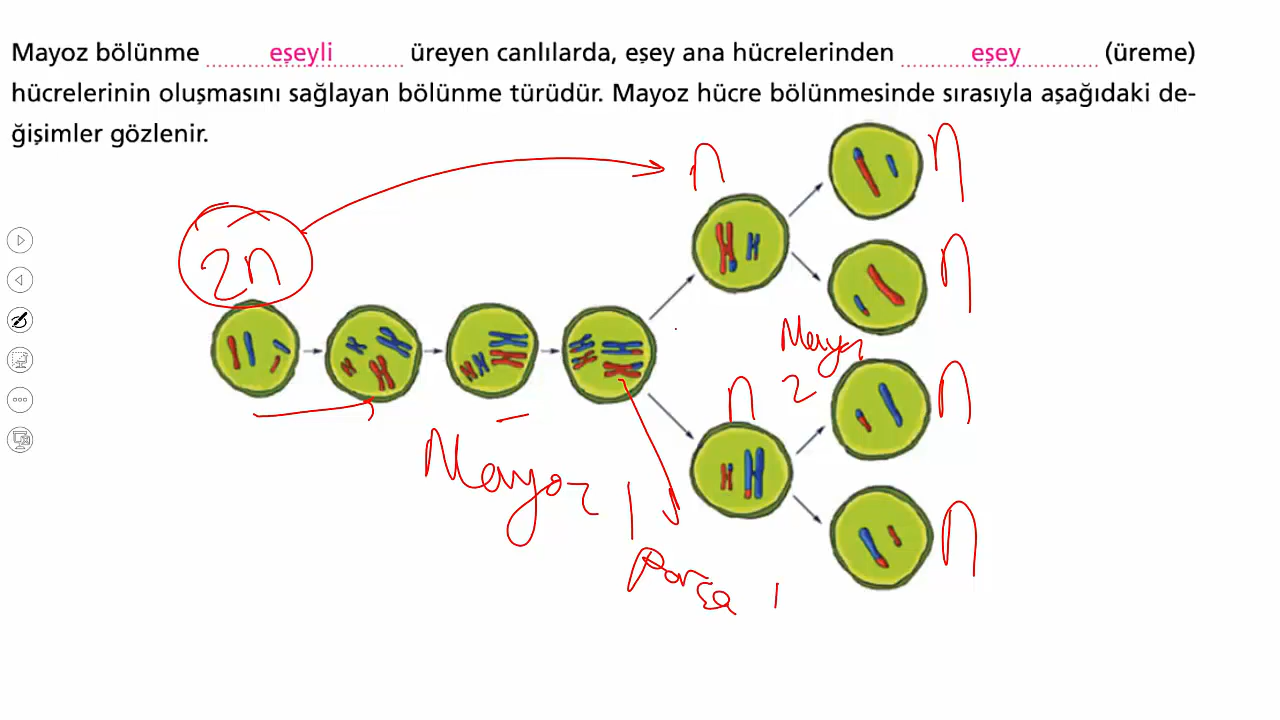 Mayoz bölünme eşeyli üreyen canlılarda, eşey ana hücrelerinden eşey (üreme)
hücrelerinin oluşmasını sağlayan bölünme türüdür. Mayoz hücre bölünmesinde sırasıyla aşağıdaki de-
ğişimler gözlenir.
n
n
2n
n
Mayoz
2
n
n
Mayoz 1
n
Parça